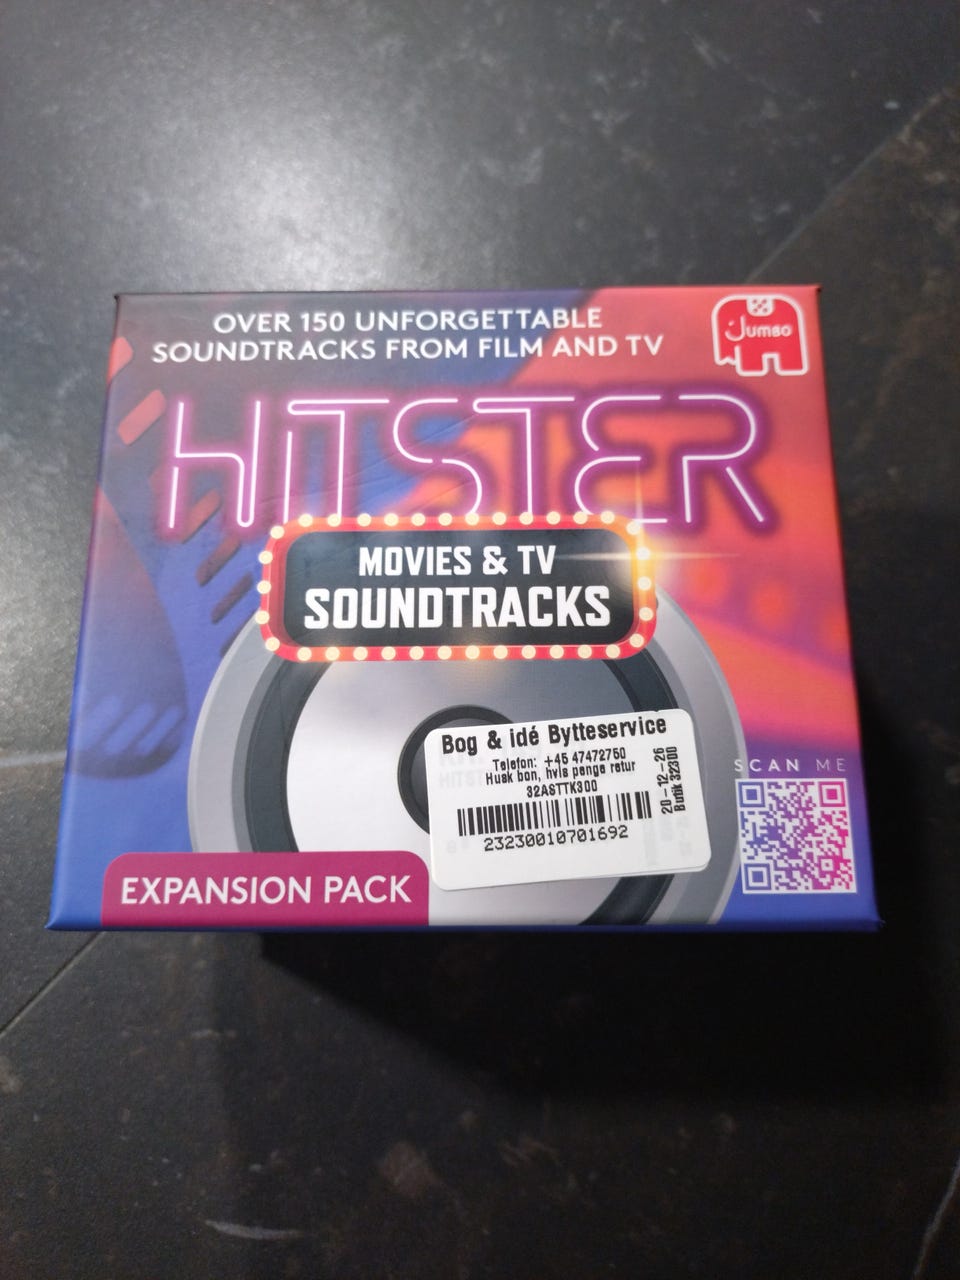 OVER 150 UNFORGETTABLE
SOUNDTRACKS FROM FILM AND TV
Jumbo
HITSTER
MOVIES & TV
SOUNDTRACKS
Bog & idé Bytteservice
Telefon: +45 47472750
Husk bon, hvis penge retur
32ASTTK300
23230010701692
20-12-26
Butik 32300
SCAN ME
EXPANSION PACK